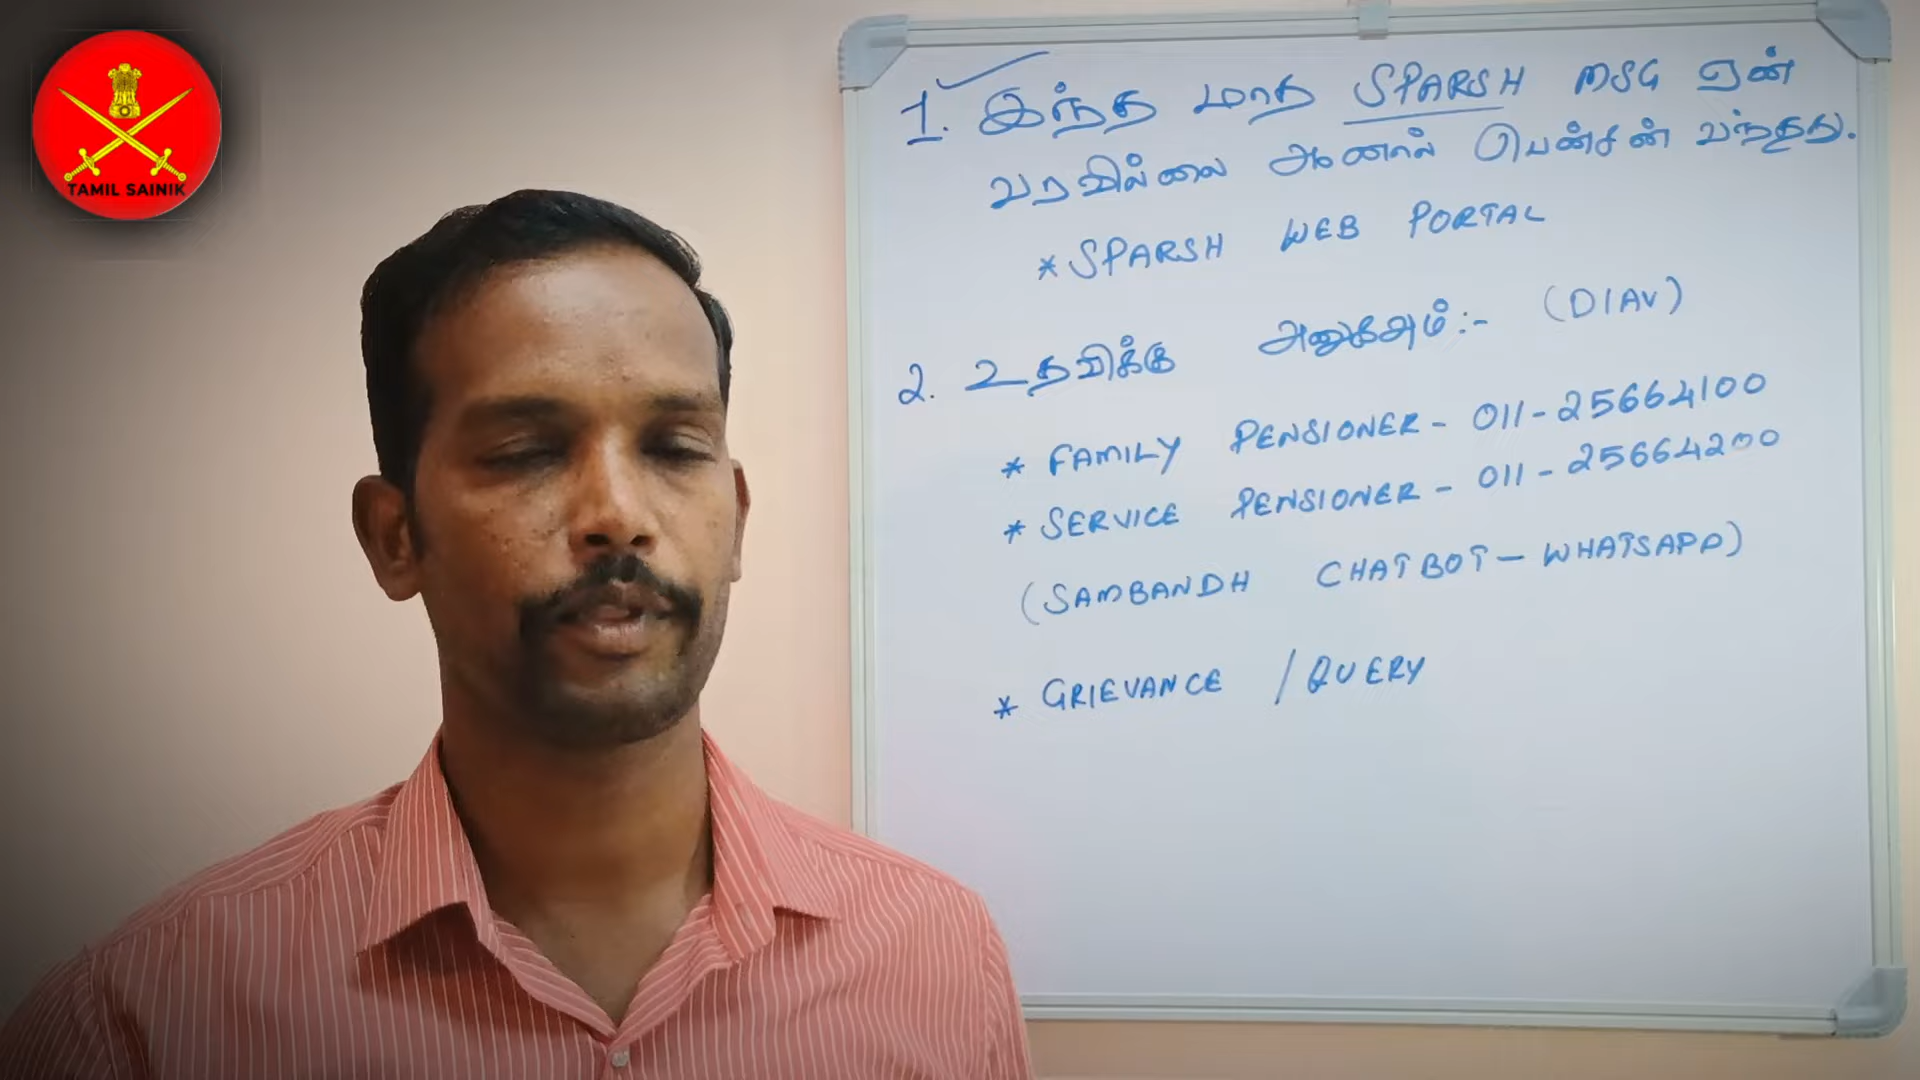 TAMIL SAINIK
1. இந்த மாத SPARSH MSG ஏன்
வரவில்லை ஆனால் பென்சன் வந்தது.
* SPARSH WEB PORTAL
2. உதவிக்கு அணுகவும்:- (DIAV)
* FAMILY PENSIONER - 011-25664100
* SERVICE PENSIONER - 011-25664200
(SAMBANDH CHATBOT - WHATSAPP)
* GRIEVANCE / QUERY